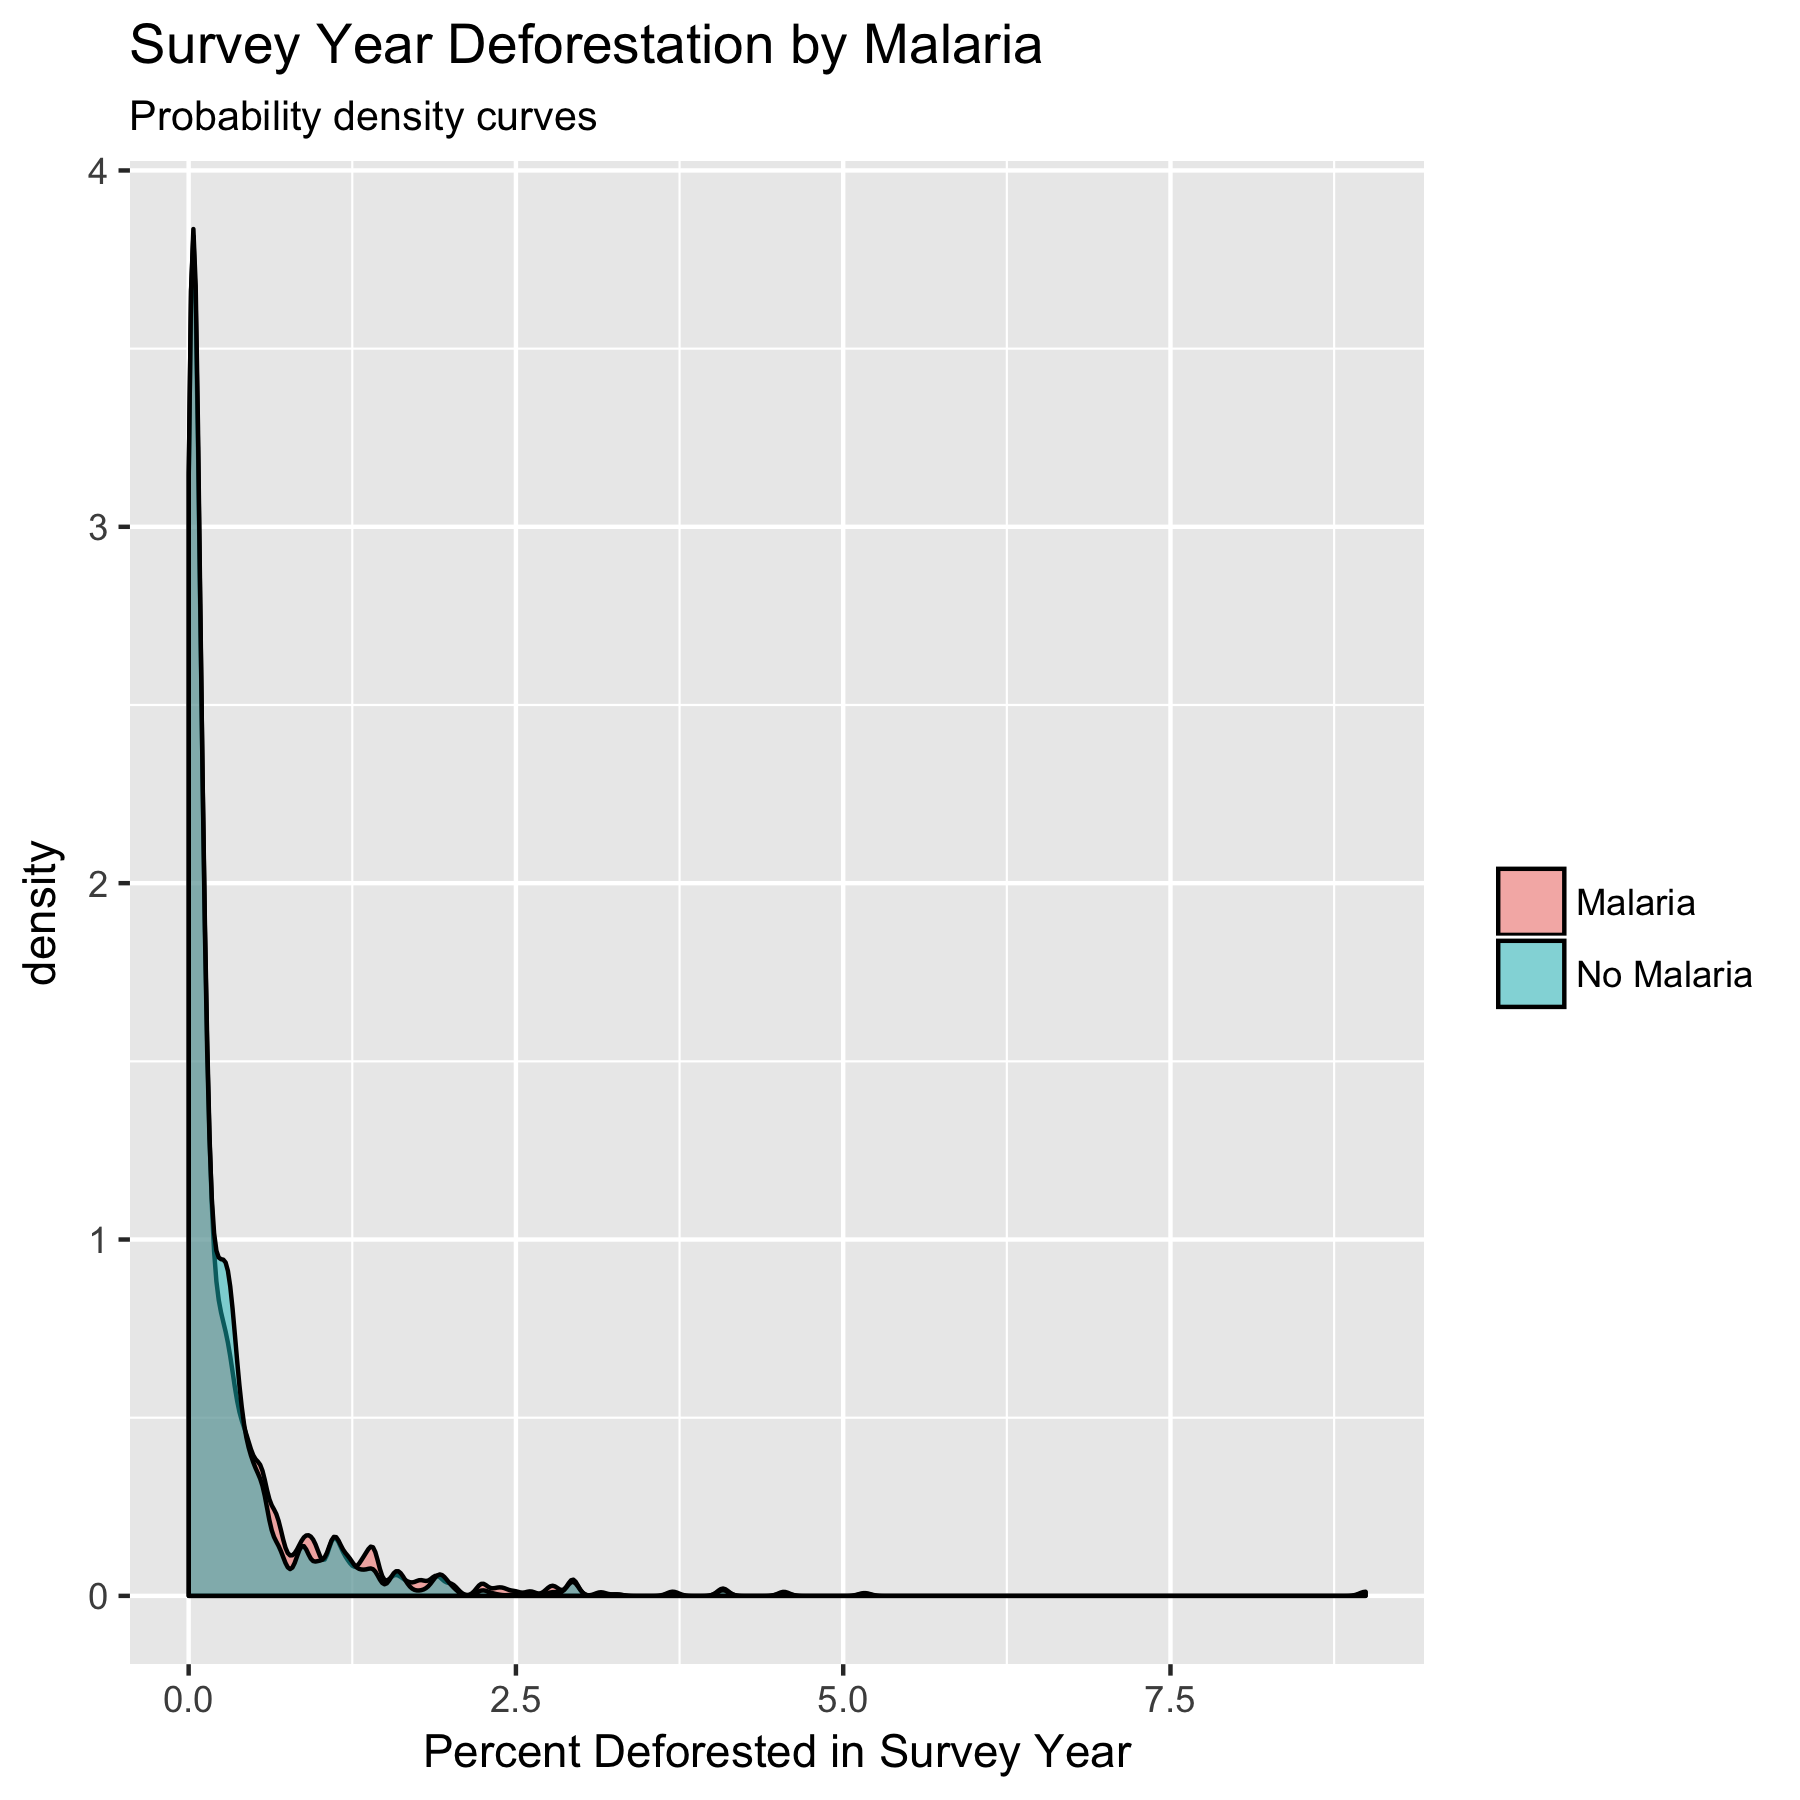 Survey Year Deforestation by Malaria
Probability density curves
4
3
2
1
0
density
0.0 2.5 5.0 7.5
Percent Deforested in Survey Year
Malaria
No Malaria